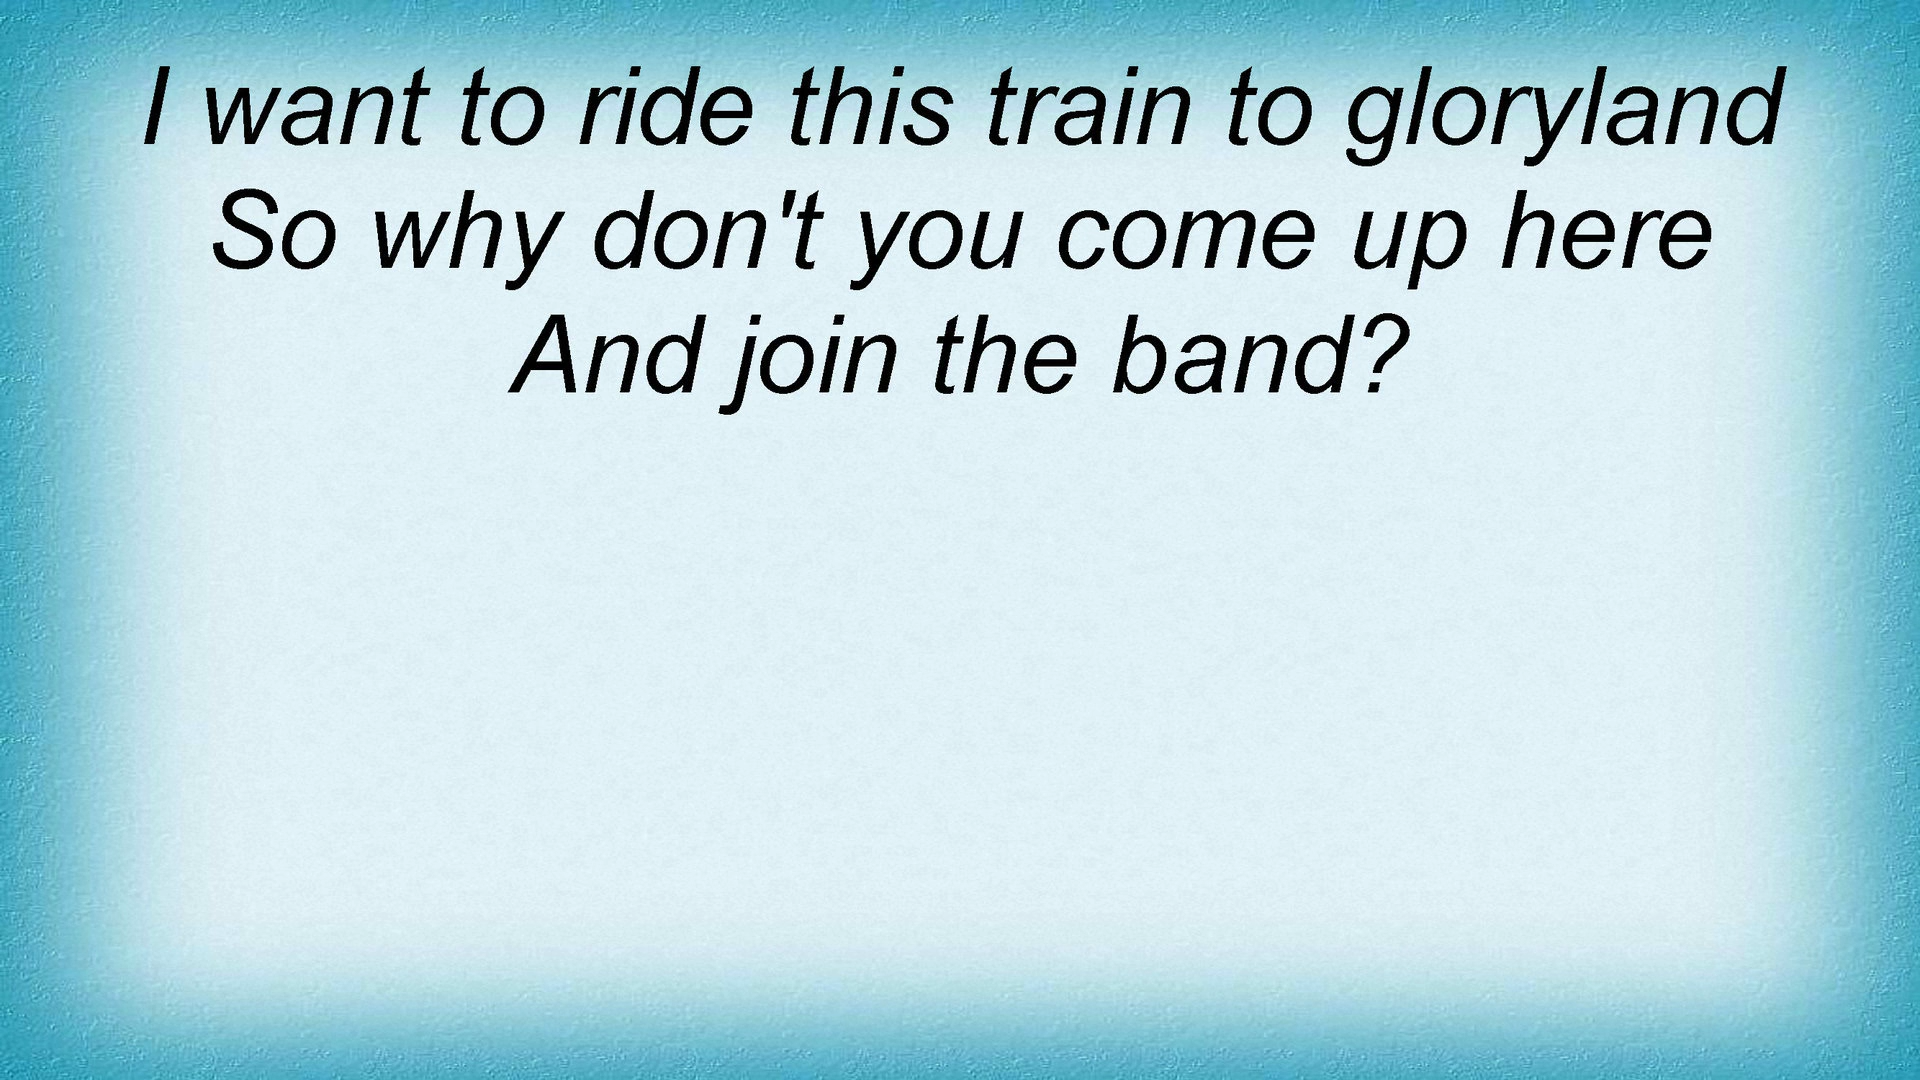 I want to ride this train to gloryland
So why don't you come up here
And join the band?